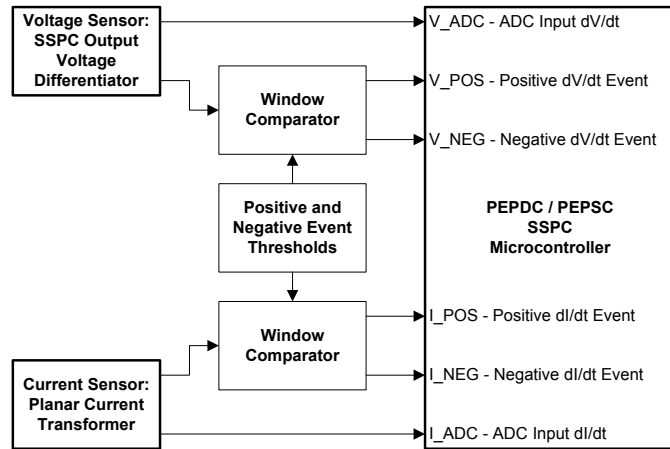 Voltage Sensor:
SSPC Output
Voltage
Differentiator
V_ADC - ADC Input dV/dt
V_POS - Positive dV/dt Event
Window
Comparator
V_NEG - Negative dV/dt Event
Positive and
Negative Event
Thresholds
PEPDC / PEPSC
SSPC
Microcontroller
I_POS - Positive dI/dt Event
Window
Comparator
I_NEG - Negative dI/dt Event
Current Sensor:
Planar Current
Transformer
I_ADC - ADC Input dI/dt